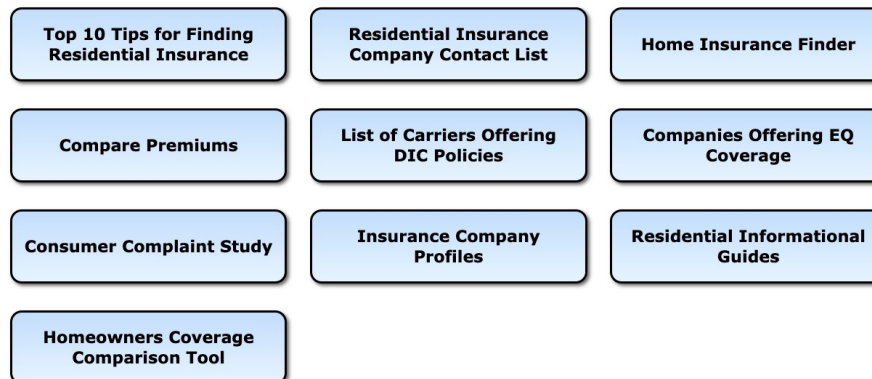 Top 10 Tips for Finding
Residential Insurance
Residential Insurance
Company Contact List
Home Insurance Finder
Compare Premiums
List of Carriers Offering
DIC Policies
Companies Offering EQ
Coverage
Consumer Complaint Study
Insurance Company
Profiles
Residential Informational
Guides
Homeowners Coverage
Comparison Tool